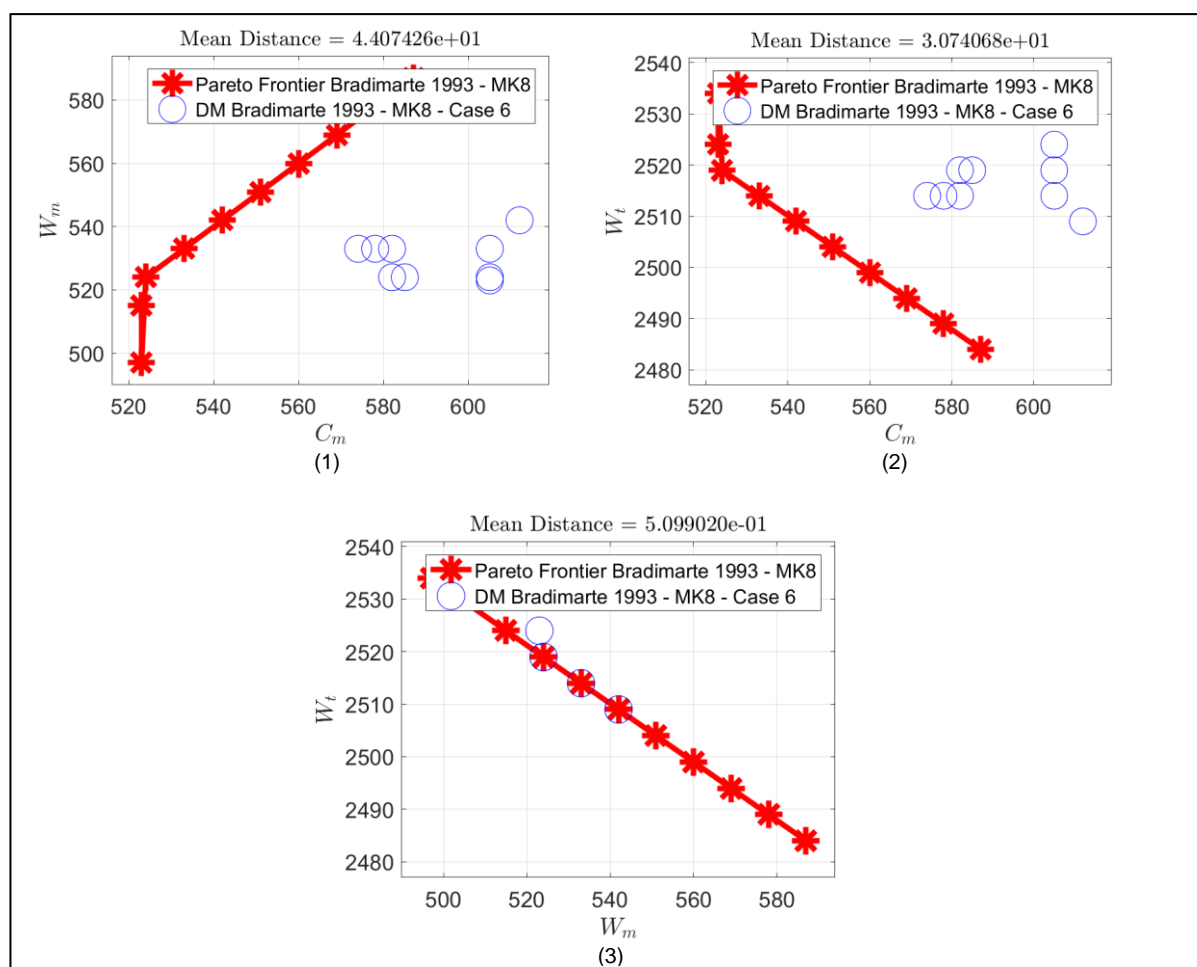 Mean Distance = 4.407426e+01
Pareto Frontier Bradimarte 1993 - MK8
DM Bradimarte 1993 - MK8 - Case 6
580
560
540
520
500
W_m
520 540 560 580 600
C_m
(1)
Mean Distance = 3.074068e+01
Pareto Frontier Bradimarte 1993 - MK8
DM Bradimarte 1993 - MK8 - Case 6
2540
2530
2520
2510
2500
2490
2480
W_t
520 540 560 580 600
C_m
(2)
Mean Distance = 5.099020e-01
Pareto Frontier Bradimarte 1993 - MK8
DM Bradimarte 1993 - MK8 - Case 6
2540
2530
2520
2510
2500
2490
2480
W_t
500 520 540 560 580
W_m
(3)